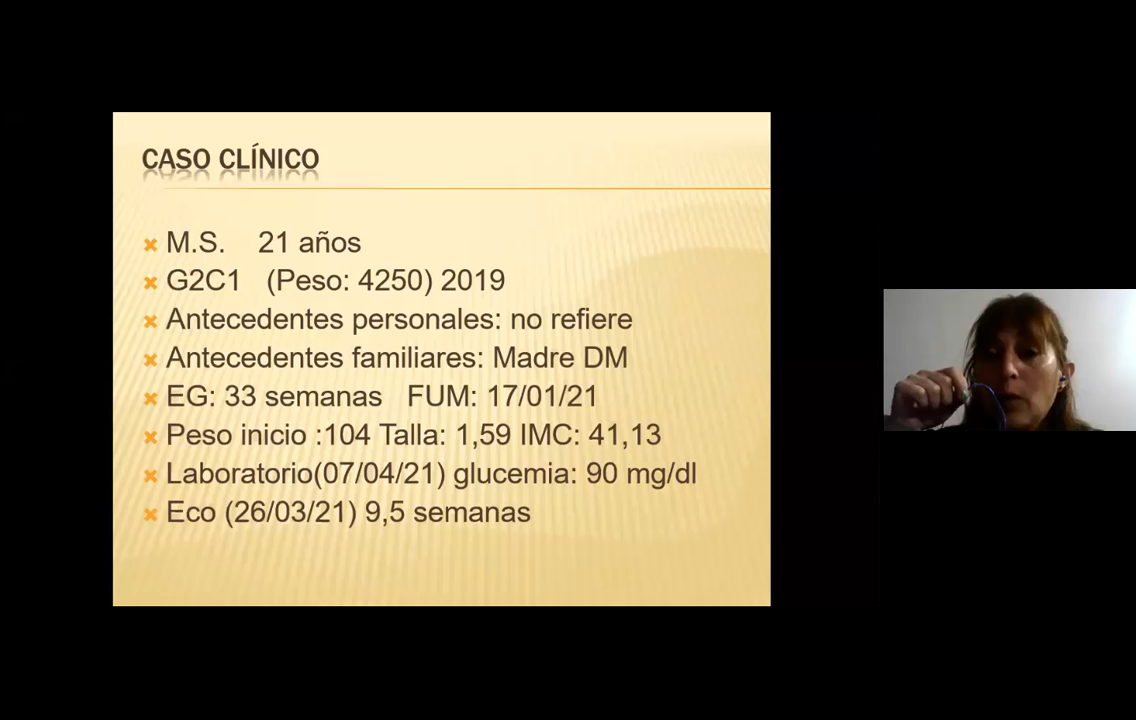 CASO CLÍNICO
M.S. 21 años
G2C1 (Peso: 4250) 2019
Antecedentes personales: no refiere
Antecedentes familiares: Madre DM
EG: 33 semanas FUM: 17/01/21
Peso inicio :104 Talla: 1,59 IMC: 41,13
Laboratorio(07/04/21) glucemia: 90 mg/dl
Eco (26/03/21) 9,5 semanas